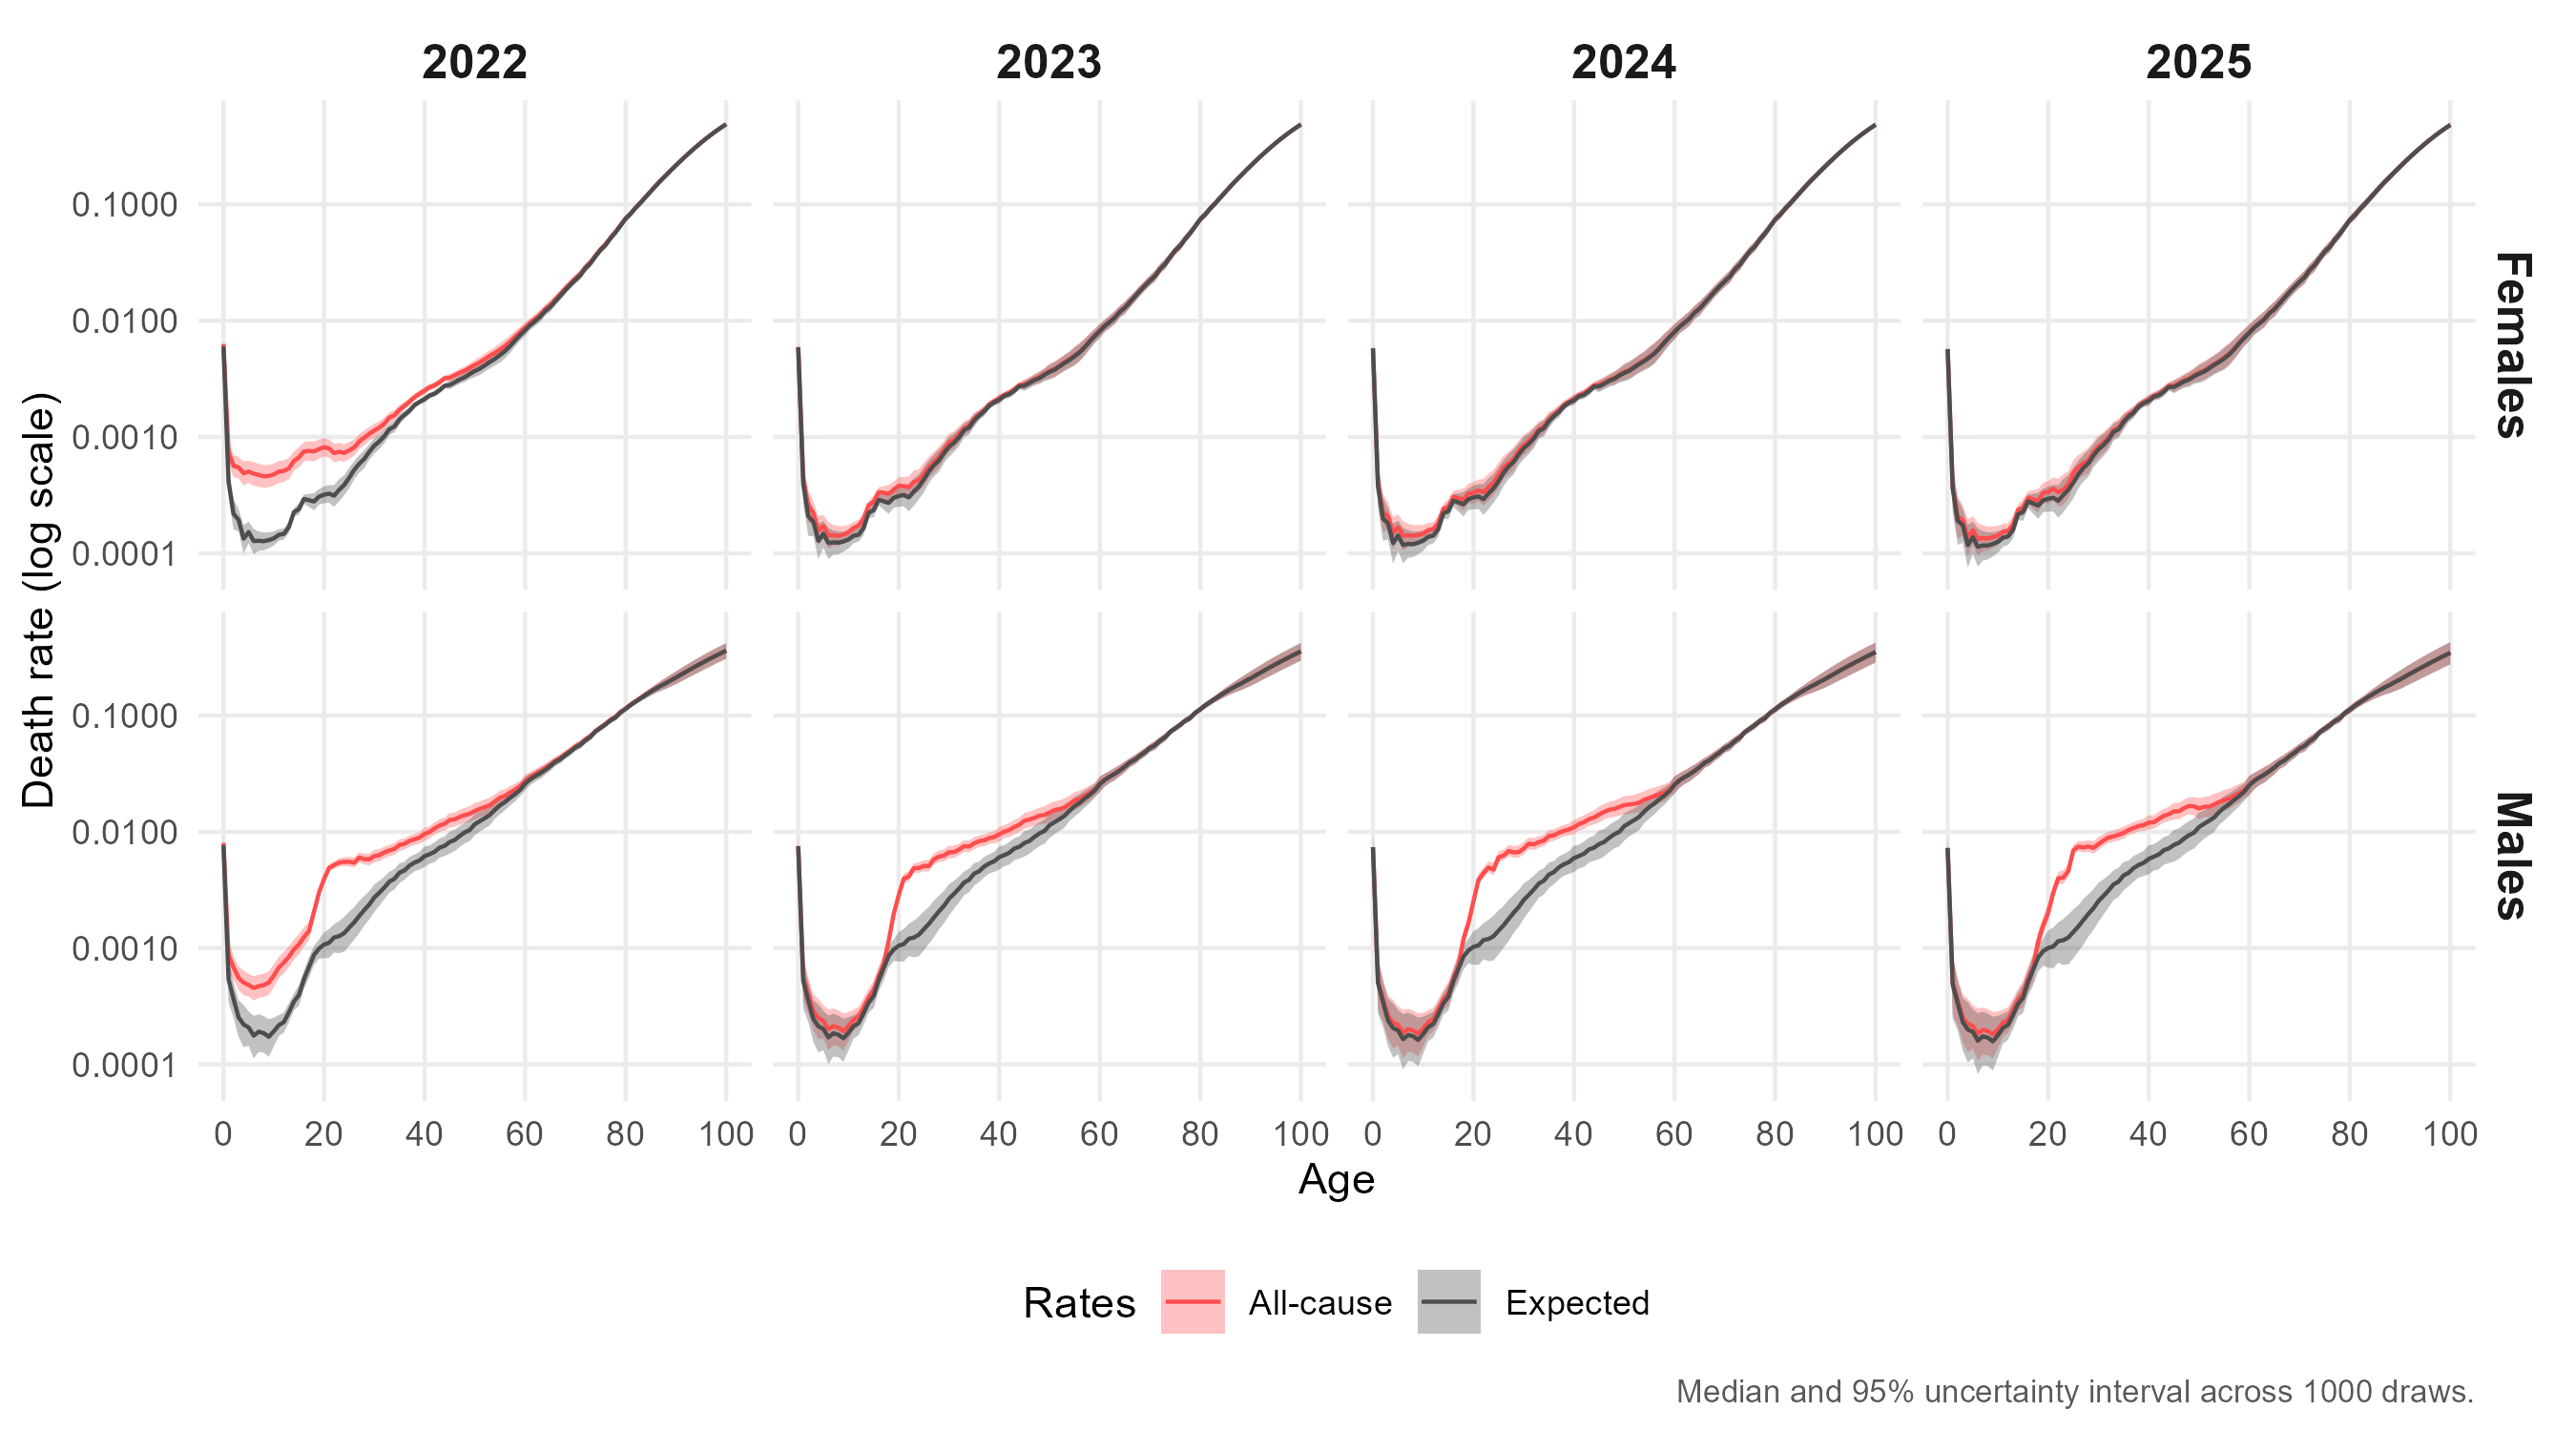 2022 2023 2024 2025
Females
0.1000
0.0100
0.0010
0.0001
Death rate (log scale)
Males
0.1000
0.0100
0.0010
0.0001
0 20 40 60 80 100 0 20 40 60 80 100 0 20 40 60 80 100 0 20 40 60 80 100
Age
Rates All-cause Expected
Median and 95% uncertainty interval across 1000 draws.